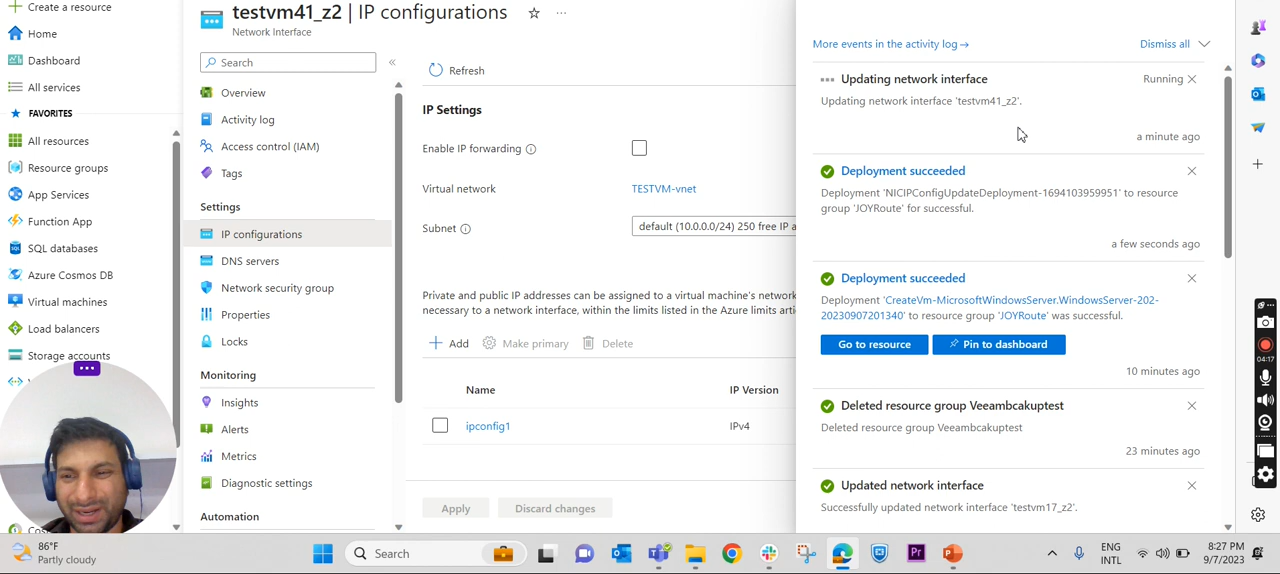 Create a resource
Home
Dashboard
All services
FAVORITES
All resources
Resource groups
App Services
Function App
SQL databases
Azure Cosmos DB
Virtual machines
Load balancers
Storage accounts
testvm41_z2 | IP configurations
Network Interface
Search
Overview
Activity log
Access control (IAM)
Tags
Settings
IP configurations
DNS servers
Network security group
Properties
Locks
Monitoring
Insights
Alerts
Metrics
Diagnostic settings
Automation
Refresh
IP Settings
Enable IP forwarding
Virtual network
TESTVM-vnet
Subnet
default (10.0.0.0/24) 250 free IP a
Private and public IP addresses can be assigned to a virtual machine's network
necessary to a network interface, within the limits listed in the Azure limits arti
Add Make primary Delete
Name IP Version
ipconfig1 IPv4
Apply Discard changes
More events in the activity log → Dismiss all
Updating network interface Running
Updating network interface 'testvm41_z2'.
a minute ago
Deployment succeeded
Deployment 'NICIPConfigUpdateDeployment-1694103959951' to resource
group 'JOYRoute' for successful.
a few seconds ago
Deployment succeeded
Deployment 'CreateVm-MicrosoftWindowsServer.WindowsServer-202-
20230907201340' to resource group 'JOYRoute' was successful.
Go to resource Pin to dashboard
10 minutes ago
Deleted resource group Veeambcakuptest
Deleted resource group Veeambcakuptest
23 minutes ago
Updated network interface
Successfully updated network interface 'testvm17_z2'.
04:17
86°F
Partly cloudy
Search
Pr
ENG
INTL
8:27 PM
9/7/2023